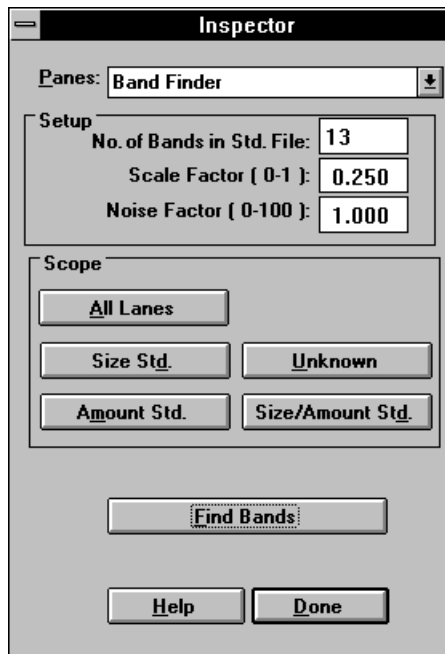 Inspector
Panes: Band Finder
Setup
No. of Bands in Std. File: 13
Scale Factor ( 0-1 ): 0.250
Noise Factor ( 0-100 ): 1.000
Scope
All Lanes
Size Std. Unknown
Amount Std. Size/Amount Std.
Find Bands
Help Done